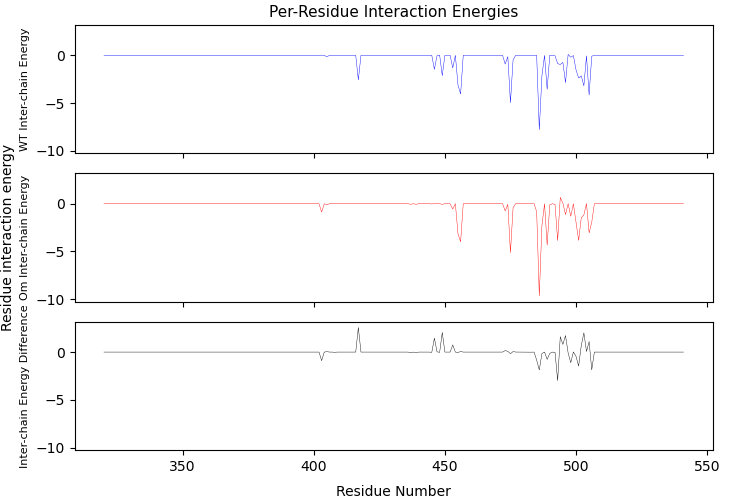 Per-Residue Interaction Energies
Residue interaction energy
WT Inter-chain Energy
0
−5
−10
Om Inter-chain Energy
0
−5
−10
Inter-chain Energy Difference
0
−5
−10
350
400
450
500
550
Residue Number